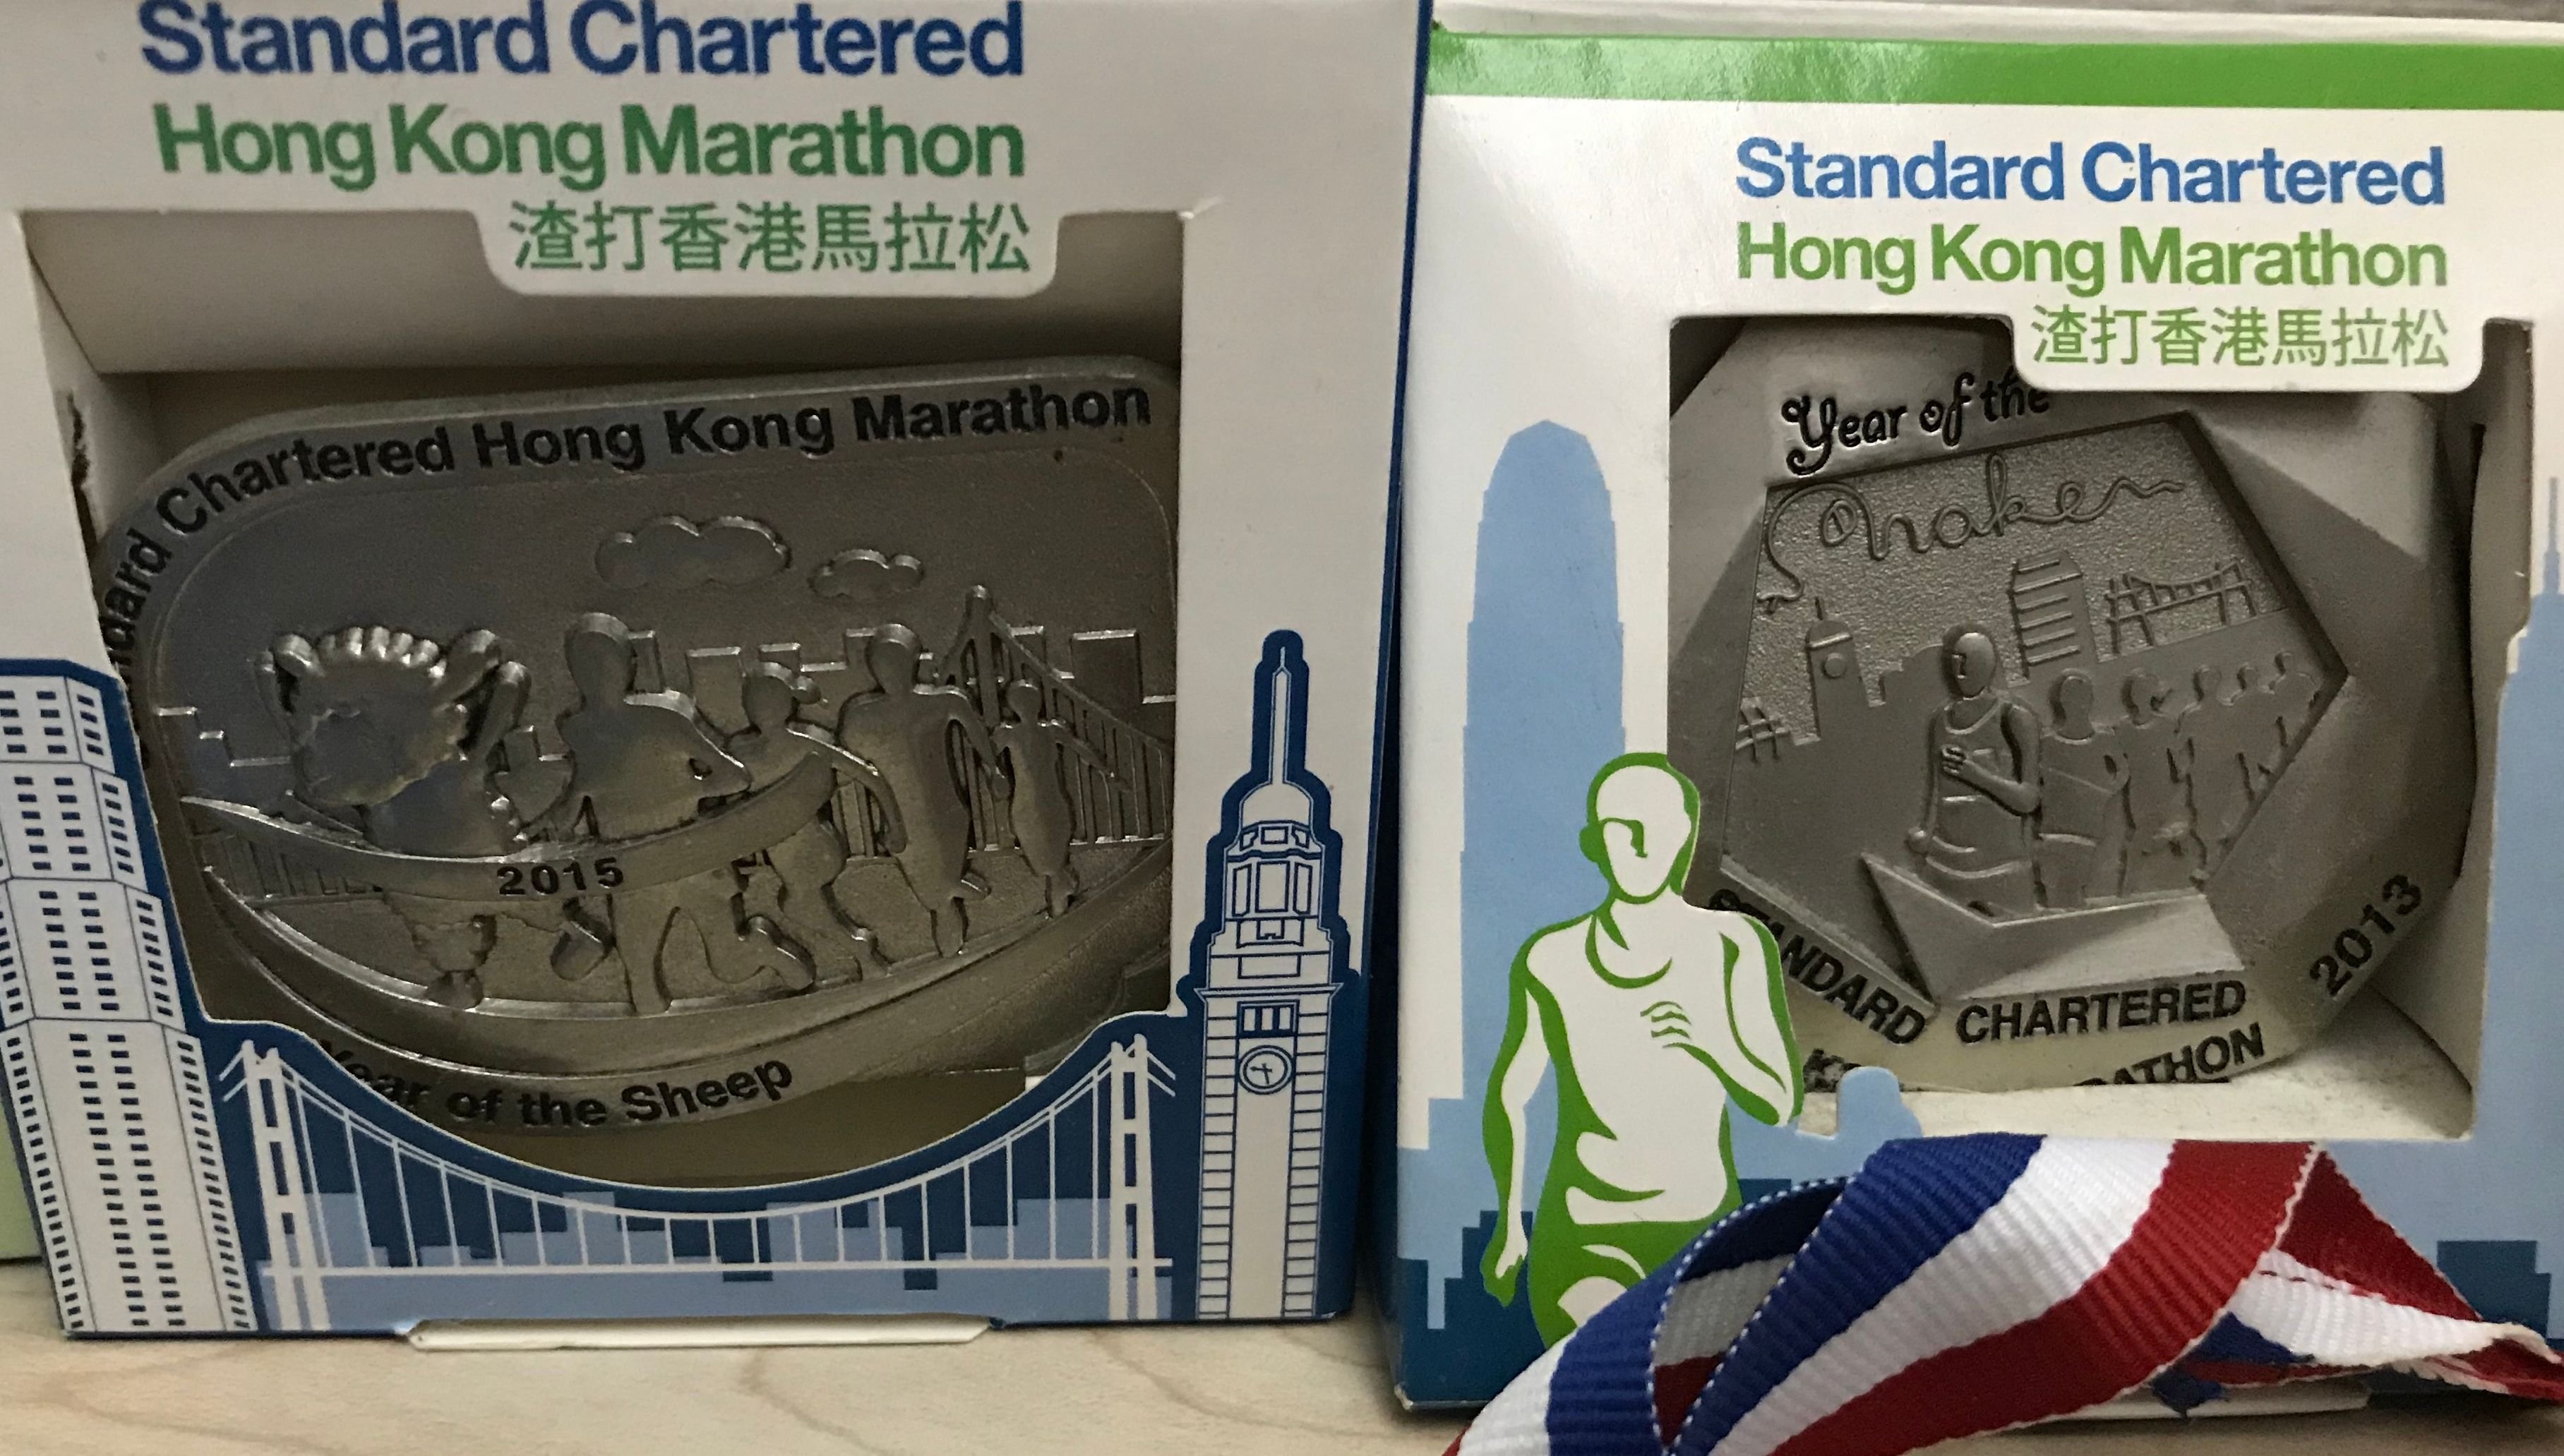 Standard Chartered
Hong Kong Marathon
渣打香港馬拉松
Chartered Hong Kong Marathon
2015
Year of the Sheep
Standard Chartered
Hong Kong Marathon
渣打香港馬拉松
Year of the
Snake
STANDARD CHARTERED 2013